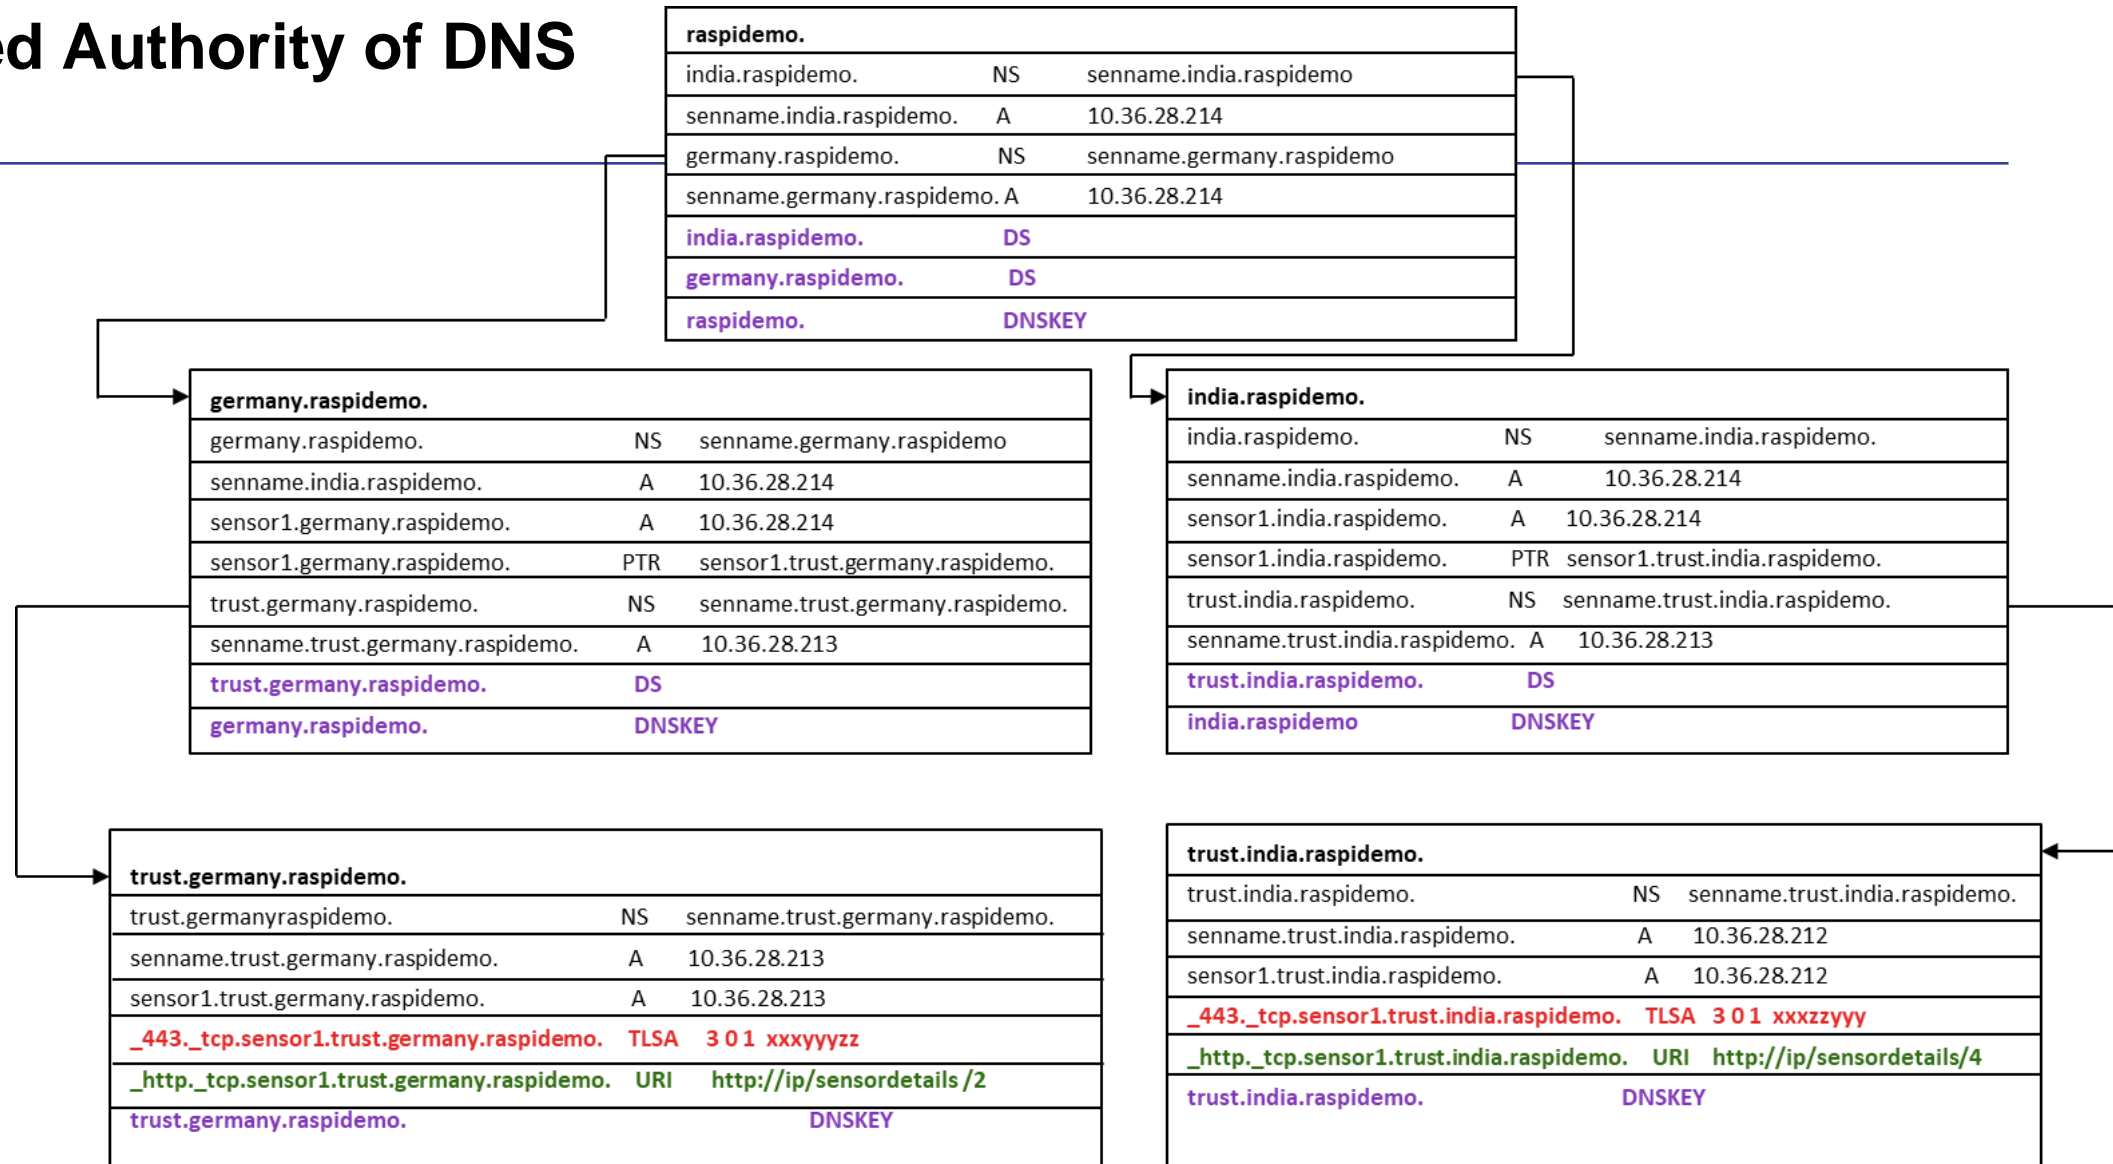 ed Authority of DNS
raspidemo.
india.raspidemo. NS senname.india.raspidemo
senname.india.raspidemo. A 10.36.28.214
germany.raspidemo. NS senname.germany.raspidemo
senname.germany.raspidemo. A 10.36.28.214
india.raspidemo. DS
germany.raspidemo. DS
raspidemo. DNSKEY
germany.raspidemo.
germany.raspidemo. NS senname.germany.raspidemo
senname.india.raspidemo. A 10.36.28.214
sensor1.germany.raspidemo. A 10.36.28.214
sensor1.germany.raspidemo. PTR sensor1.trust.germany.raspidemo.
trust.germany.raspidemo. NS senname.trust.germany.raspidemo.
senname.trust.germany.raspidemo. A 10.36.28.213
trust.germany.raspidemo. DS
germany.raspidemo. DNSKEY
india.raspidemo.
india.raspidemo. NS senname.india.raspidemo.
senname.india.raspidemo. A 10.36.28.214
sensor1.india.raspidemo. A 10.36.28.214
sensor1.india.raspidemo. PTR sensor1.trust.india.raspidemo.
trust.india.raspidemo. NS senname.trust.india.raspidemo.
senname.trust.india.raspidemo. A 10.36.28.213
trust.india.raspidemo. DS
india.raspidemo DNSKEY
trust.germany.raspidemo.
trust.germanyraspidemo. NS senname.trust.germany.raspidemo.
senname.trust.germany.raspidemo. A 10.36.28.213
sensor1.trust.germany.raspidemo. A 10.36.28.213
_443._tcp.sensor1.trust.germany.raspidemo. TLSA 3 0 1 xxxyyyzz
_http._tcp.sensor1.trust.germany.raspidemo. URI http://ip/sensordetails /2
trust.germany.raspidemo. DNSKEY
trust.india.raspidemo.
trust.india.raspidemo. NS senname.trust.india.raspidemo.
senname.trust.india.raspidemo. A 10.36.28.212
sensor1.trust.india.raspidemo. A 10.36.28.212
_443._tcp.sensor1.trust.india.raspidemo. TLSA 3 0 1 xxxzzyyy
_http._tcp.sensor1.trust.india.raspidemo. URI http://ip/sensordetails/4
trust.india.raspidemo. DNSKEY